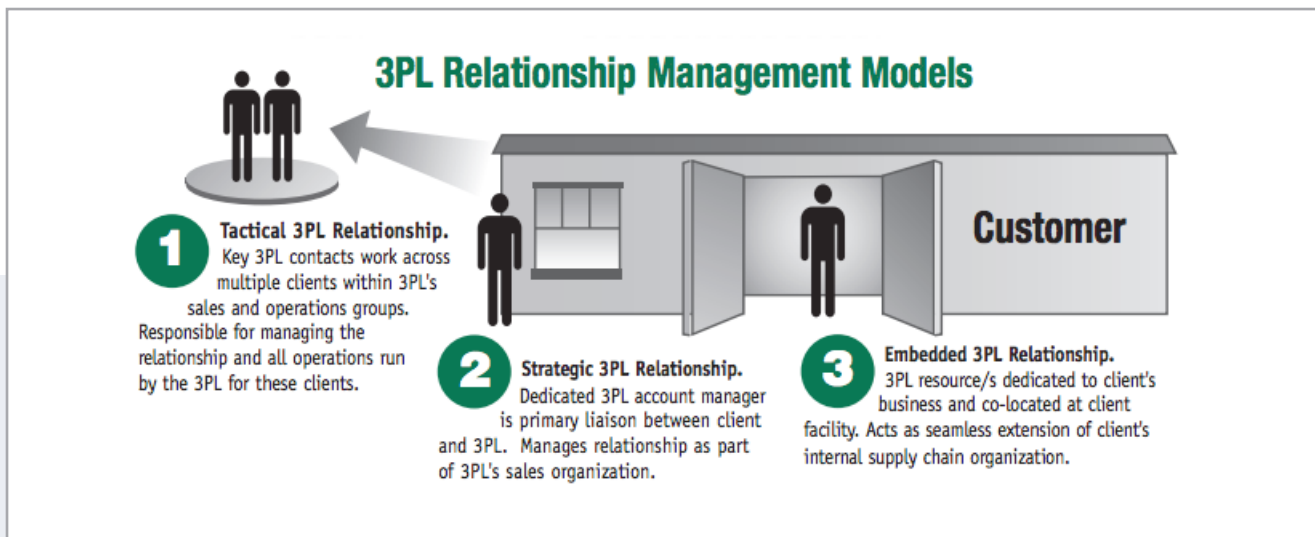 3PL Relationship Management Models
1
Tactical 3PL Relationship.
Key 3PL contacts work across
multiple clients within 3PL's
sales and operations groups.
Responsible for managing the
relationship and all operations run
by the 3PL for these clients.
2
Strategic 3PL Relationship.
Dedicated 3PL account manager
is primary liaison between client
and 3PL. Manages relationship as part
of 3PL's sales organization.
Customer
3
Embedded 3PL Relationship.
3PL resource/s dedicated to client's
business and co-located at client
facility. Acts as seamless extension of client's
internal supply chain organization.